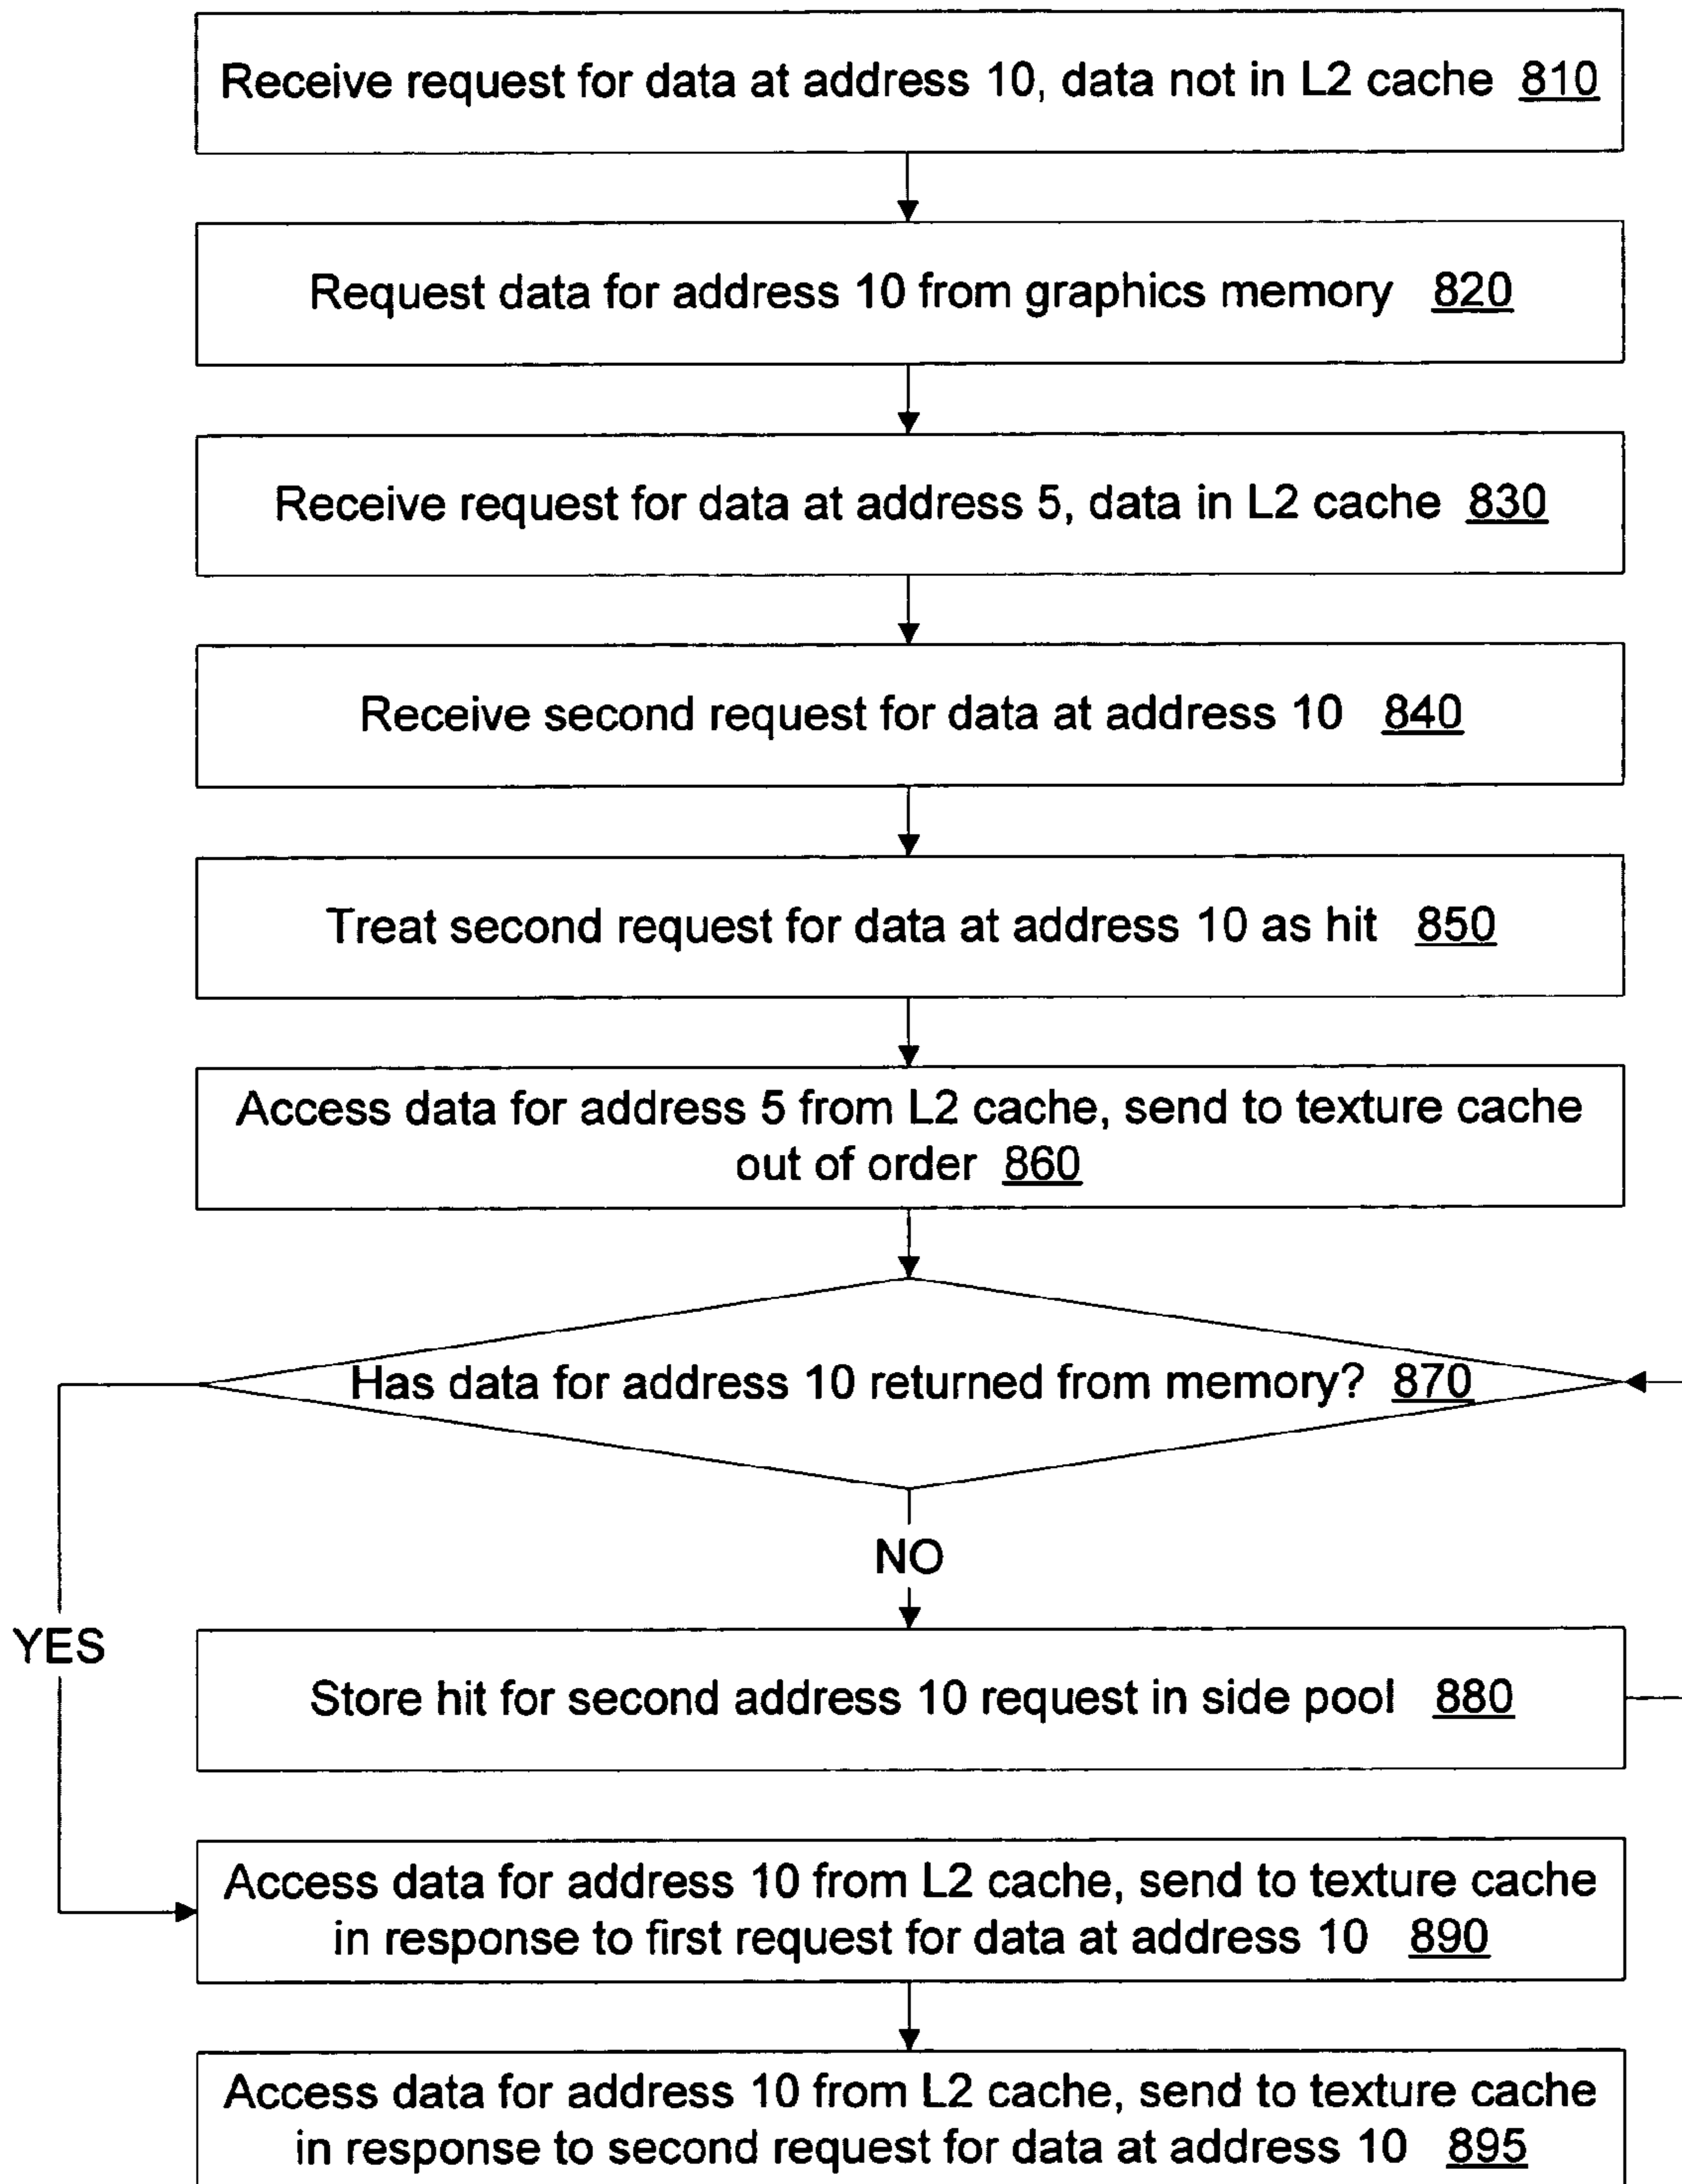 Receive request for data at address 10, data not in L2 cache 810
Request data for address 10 from graphics memory 820
Receive request for data at address 5, data in L2 cache 830
Receive second request for data at address 10 840
Treat second request for data at address 10 as hit 850
Access data for address 5 from L2 cache, send to texture cache
out of order 860
Has data for address 10 returned from memory? 870
NO
YES
Store hit for second address 10 request in side pool 880
Access data for address 10 from L2 cache, send to texture cache
in response to first request for data at address 10 890
Access data for address 10 from L2 cache, send to texture cache
in response to second request for data at address 10 895